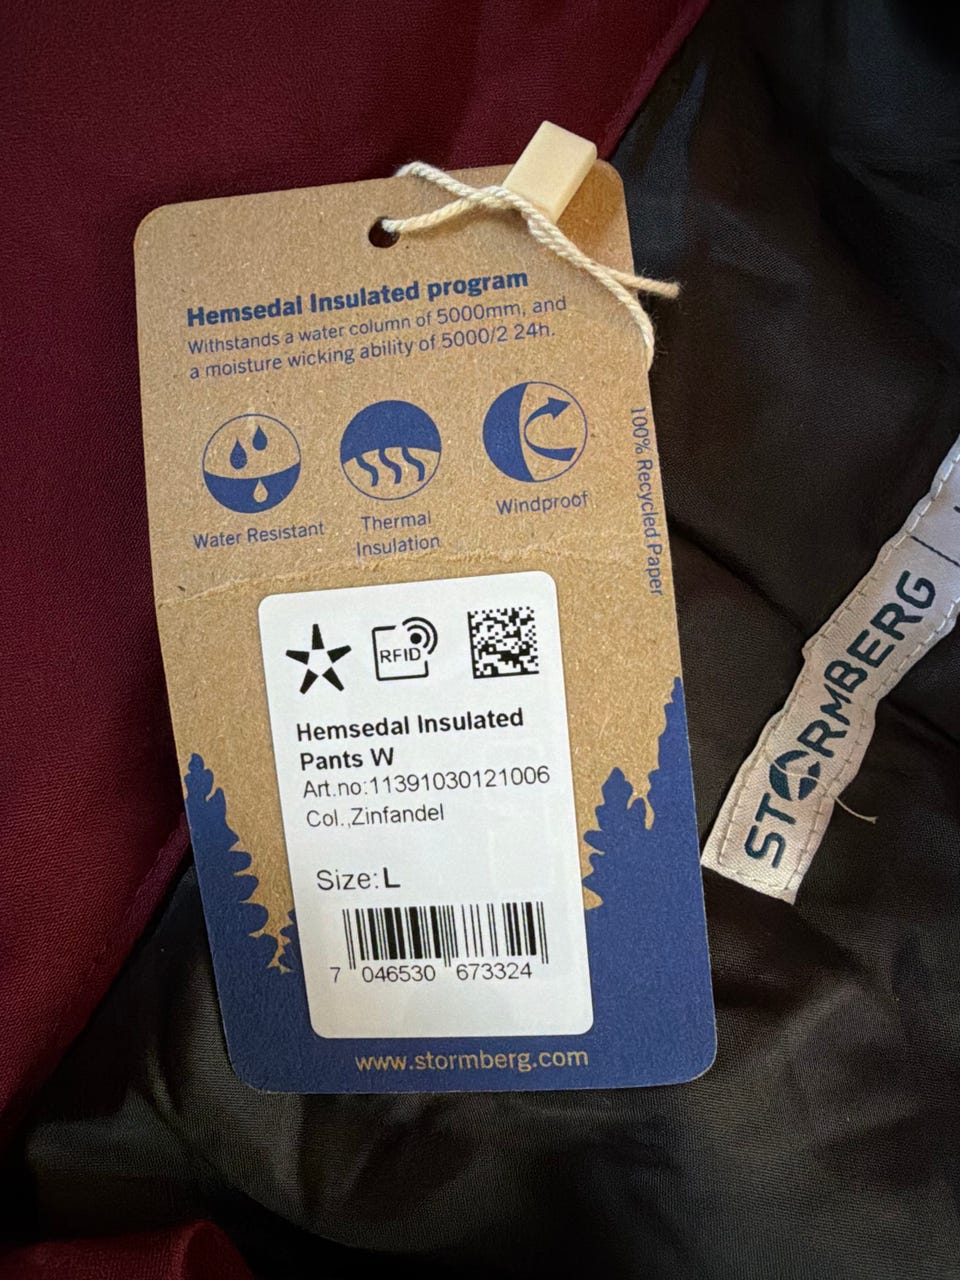 Hemsedal Insulated program
Withstands a water column of 5000mm, and
a moisture wicking ability of 5000/2 24h.
Water Resistant
Thermal
Insulation
Windproof
100% Recycled Paper
RFID
Hemsedal Insulated
Pants W
Art.no:11391030121006
Col.,Zinfandel
Size:L
7 046530 673324
www.stormberg.com
STORMBERG